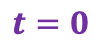 t = 0